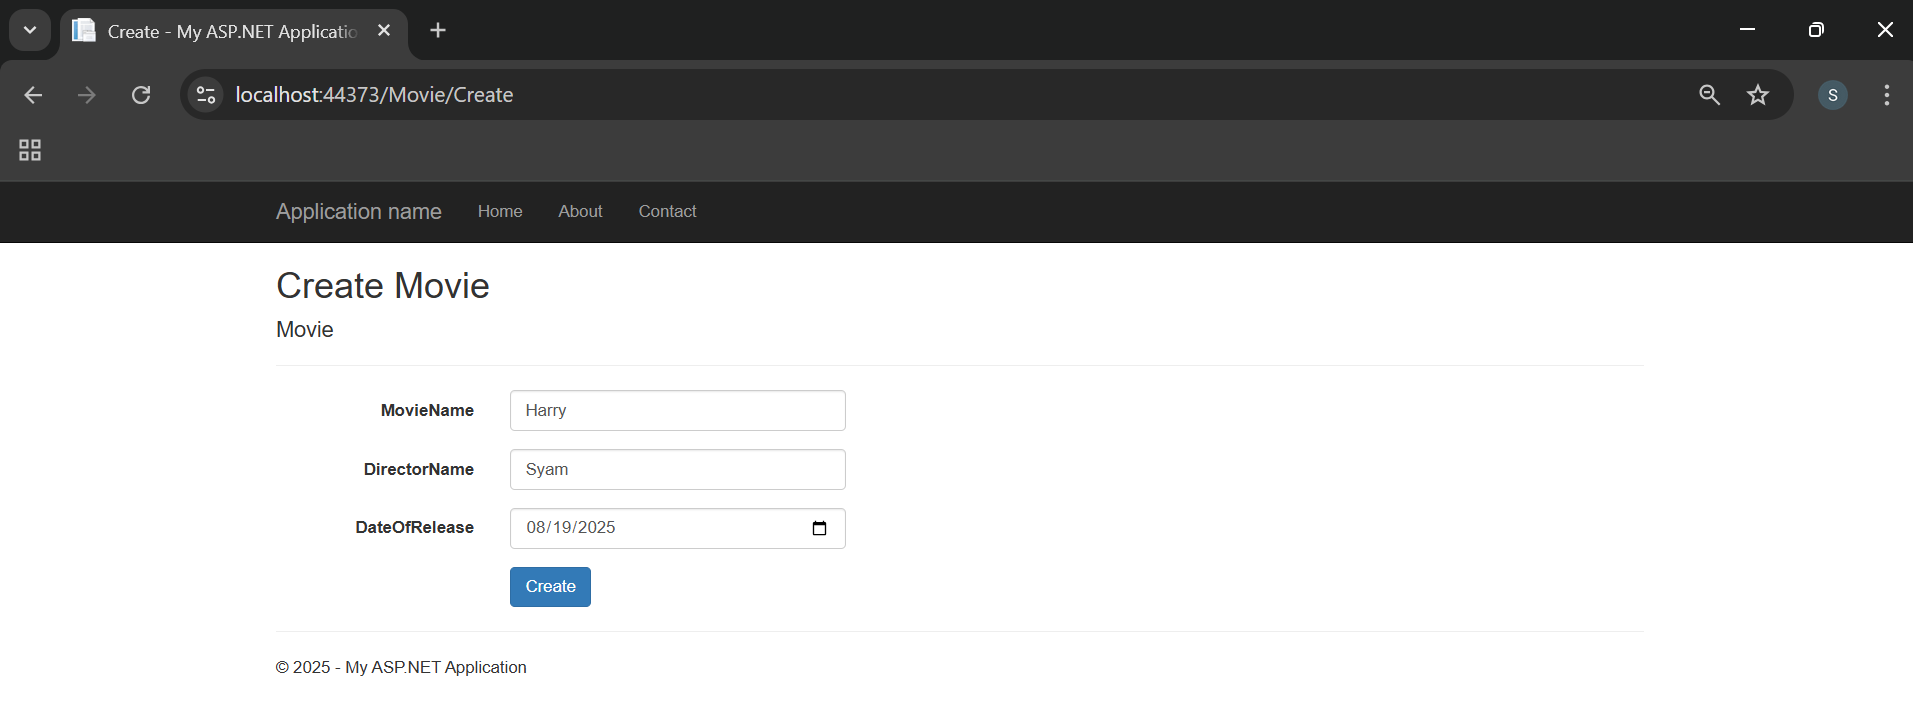 Create - My ASP.NET Applicatio
localhost:44373/Movie/Create
S
Application name Home About Contact
Create Movie
Movie
MovieName Harry
DirectorName Syam
DateOfRelease 08/19/2025
Create
© 2025 - My ASP.NET Application